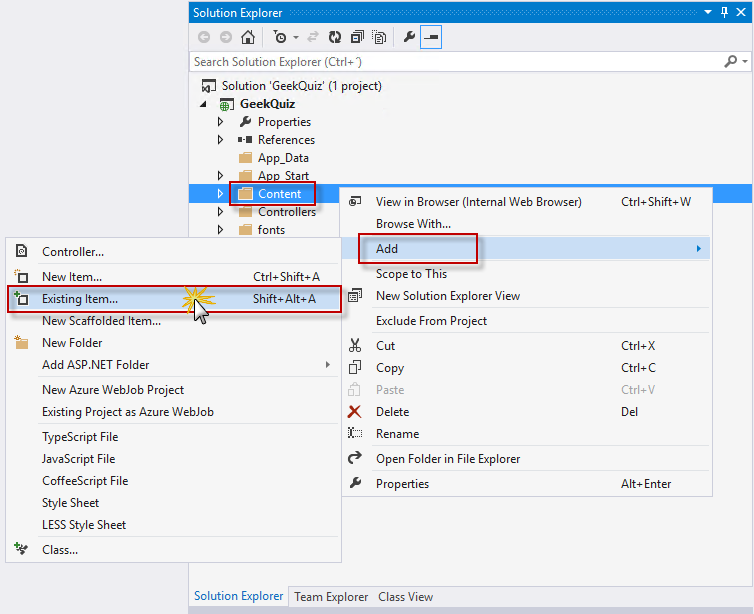 Solution Explorer
Search Solution Explorer (Ctrl+´)
Solution 'GeekQuiz' (1 project)
GeekQuiz
Properties
References
App_Data
App_Start
Content
Controllers
fonts
View in Browser (Internal Web Browser) Ctrl+Shift+W
Browse With...
Add
Scope to This
New Solution Explorer View
Exclude From Project
Cut Ctrl+X
Copy Ctrl+C
Paste Ctrl+V
Delete Del
Rename
Open Folder in File Explorer
Properties Alt+Enter
Controller...
New Item... Ctrl+Shift+A
Existing Item... Shift+Alt+A
New Scaffolded Item...
New Folder
Add ASP.NET Folder
New Azure WebJob Project
Existing Project as Azure WebJob
TypeScript File
JavaScript File
CoffeeScript File
Style Sheet
LESS Style Sheet
Class...
Solution Explorer Team Explorer Class View